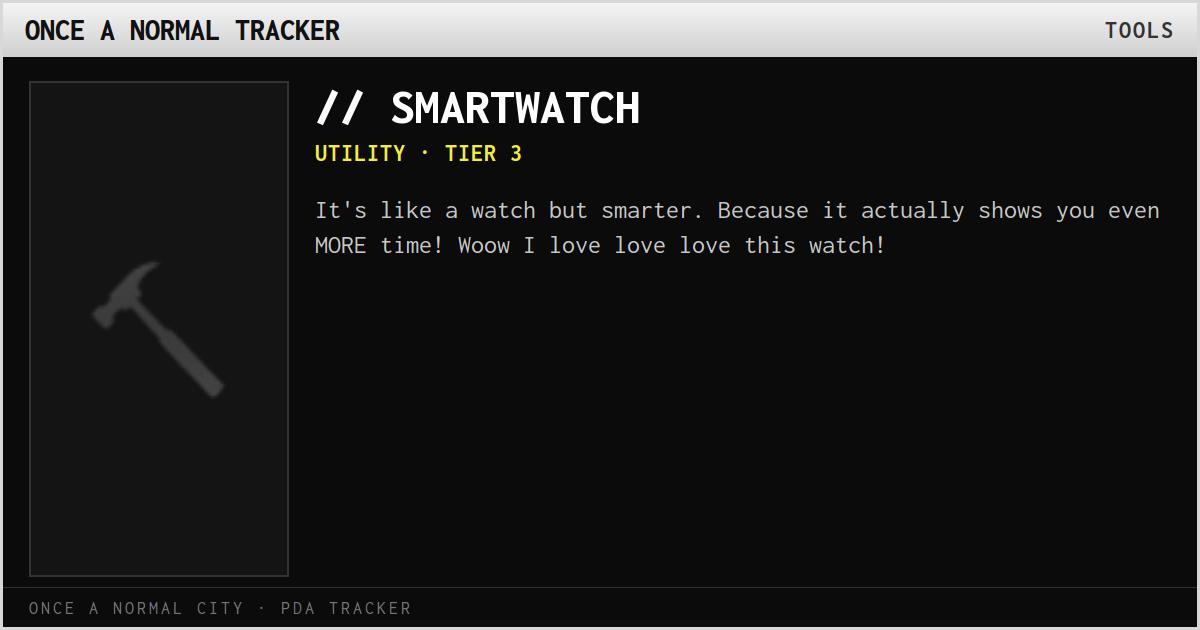 ONCE A NORMAL TRACKER
TOOLS
// SMARTWATCH
UTILITY · TIER 3
It's like a watch but smarter. Because it actually shows you even
MORE time! Woow I love love love this watch!
ONCE A NORMAL CITY · PDA TRACKER